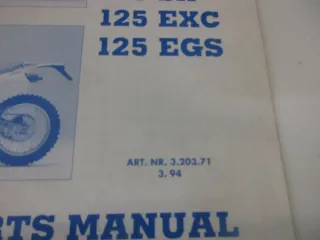 125 EXC
125 EGS
ART. NR. 3.203.71
3. 94
RTS MANUAL